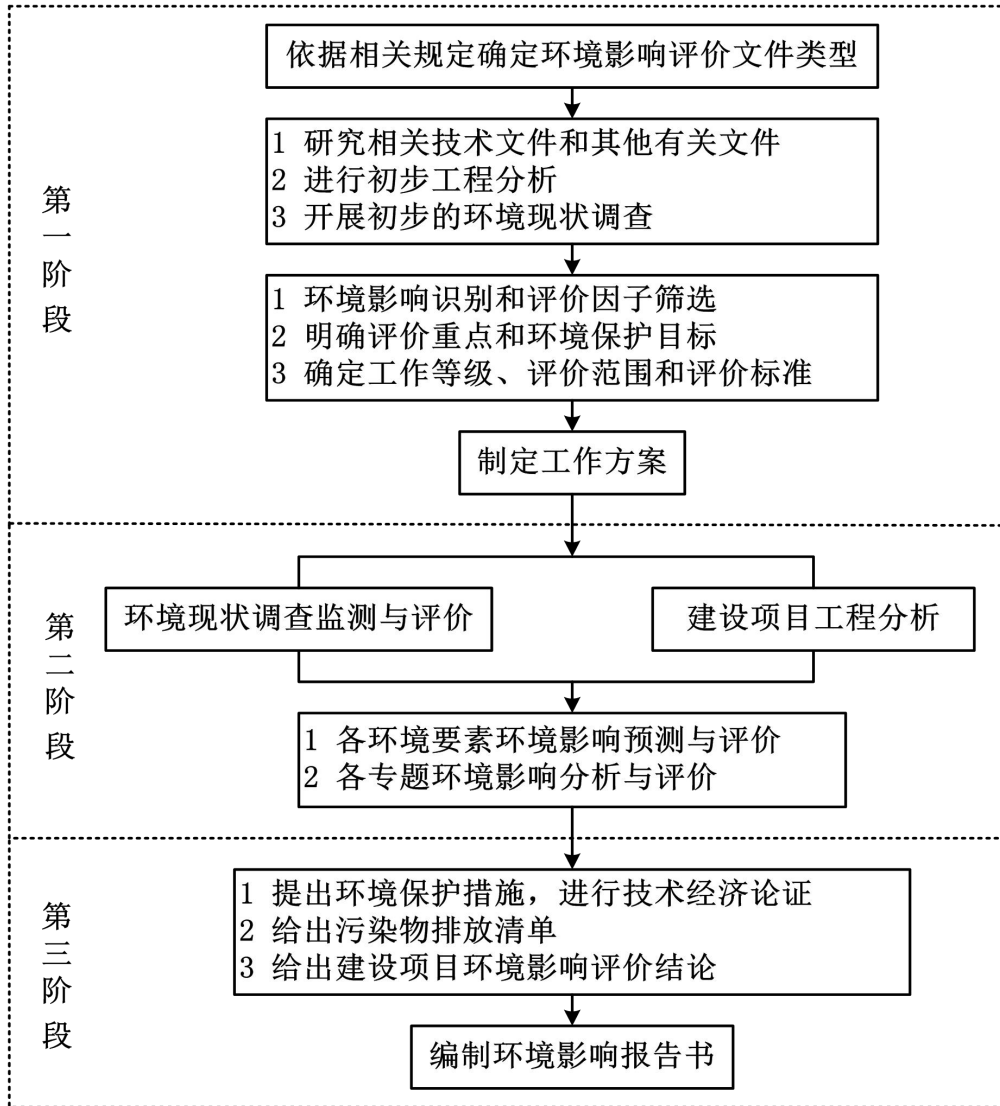 第一阶段
依据相关规定确定环境影响评价文件类型
1 研究相关技术文件和其他有关文件
2 进行初步工程分析
3 开展初步的环境现状调查
1 环境影响识别和评价因子筛选
2 明确评价重点和环境保护目标
3 确定工作等级、评价范围和评价标准
制定工作方案
第二阶段
环境现状调查监测与评价
建设项目工程分析
1 各环境要素环境影响预测与评价
2 各专题环境影响分析与评价
第三阶段
1 提出环境保护措施，进行技术经济论证
2 给出污染物排放清单
3 给出建设项目环境影响评价结论
编制环境影响报告书